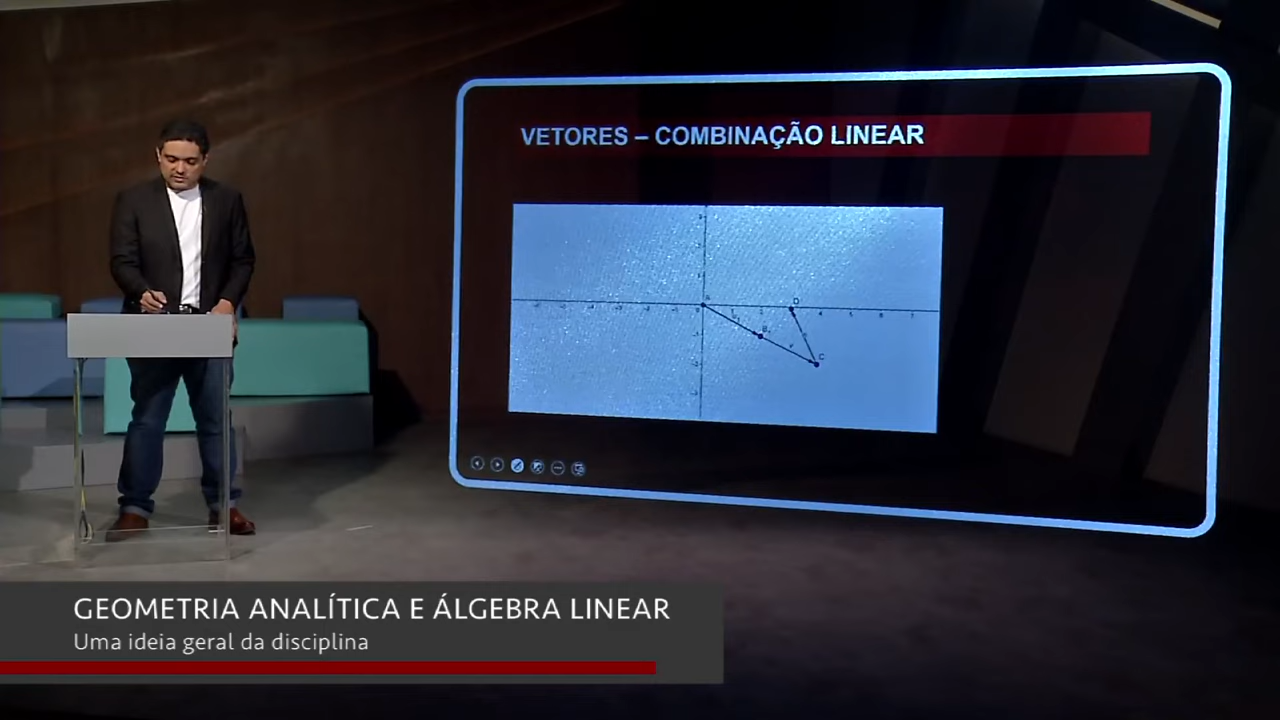 VETORES – COMBINAÇÃO LINEAR
D
B
C
GEOMETRIA ANALÍTICA E ÁLGEBRA LINEAR
Uma ideia geral da disciplina